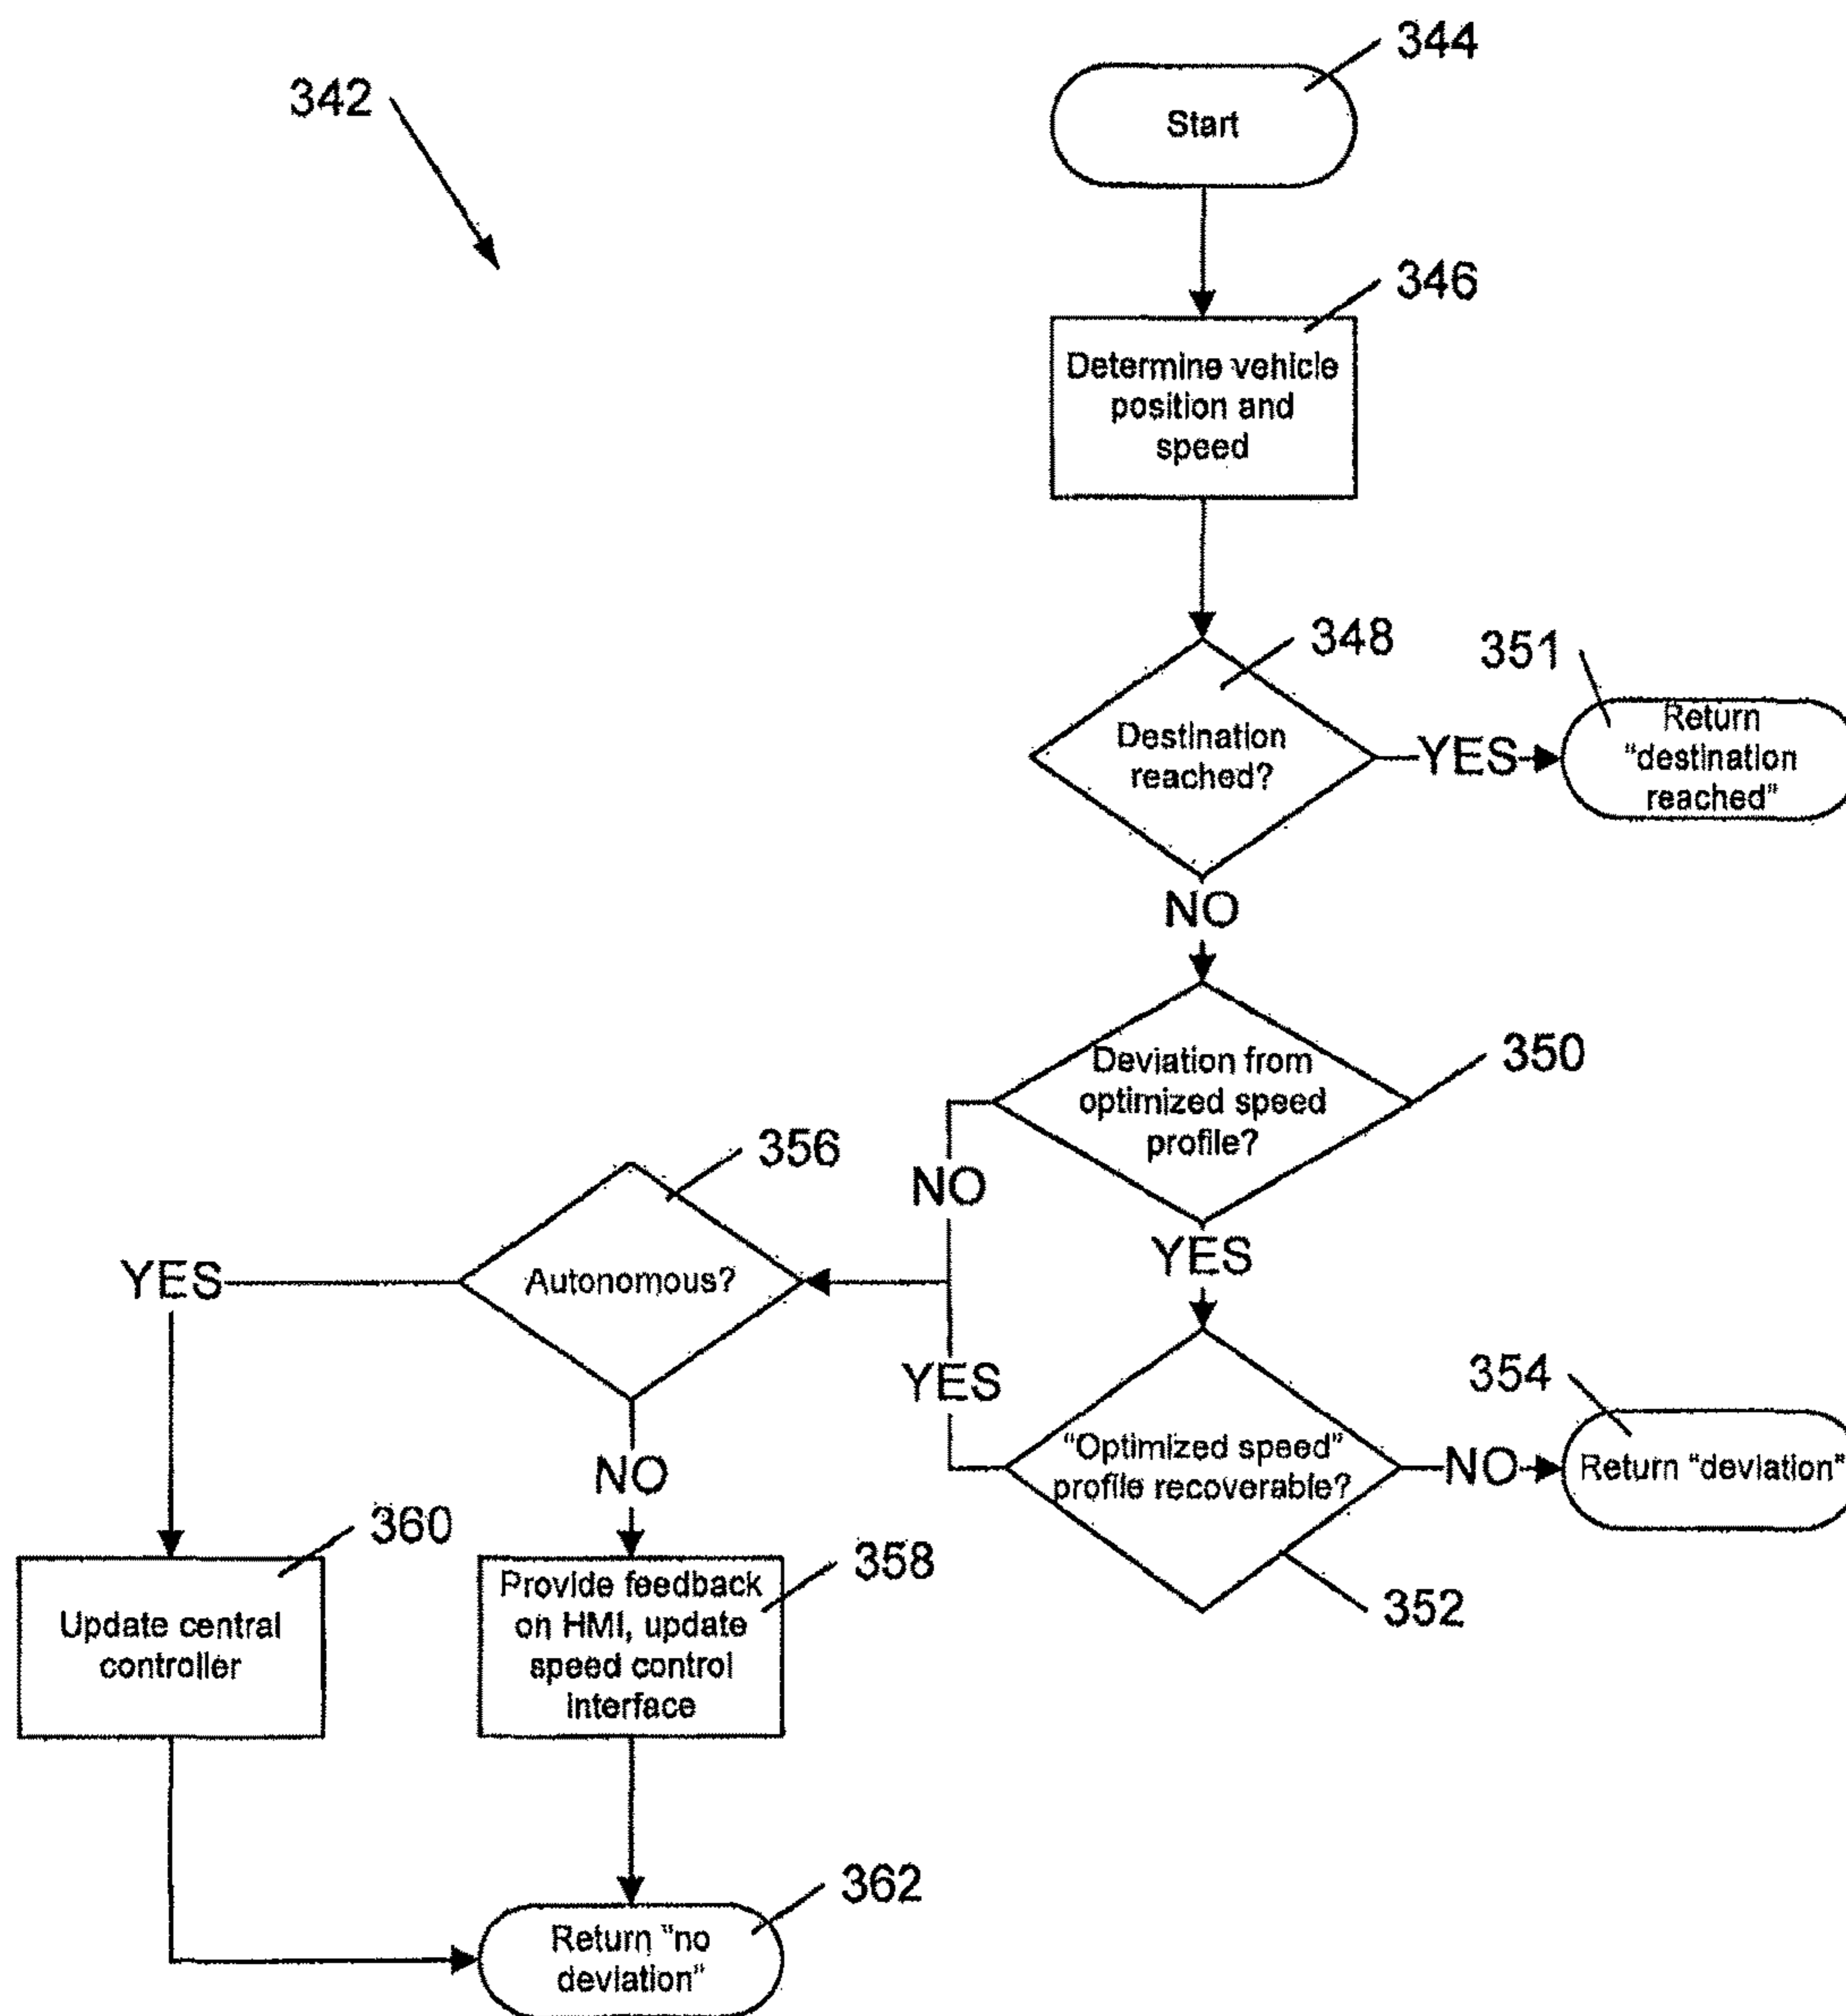 344
342
Start
346
Determine vehicle
position and
speed
348
351
Destination
reached?
YES
Return
"destination
reached"
NO
350
Deviation from
optimized speed
profile?
356
NO
YES
Autonomous?
YES
YES
354
"Optimized speed"
profile recoverable?
NO
Return "deviation"
NO
352
360
358
Update central
controller
Provide feedback
on HMI, update
speed control
interface
362
Return "no
deviation"